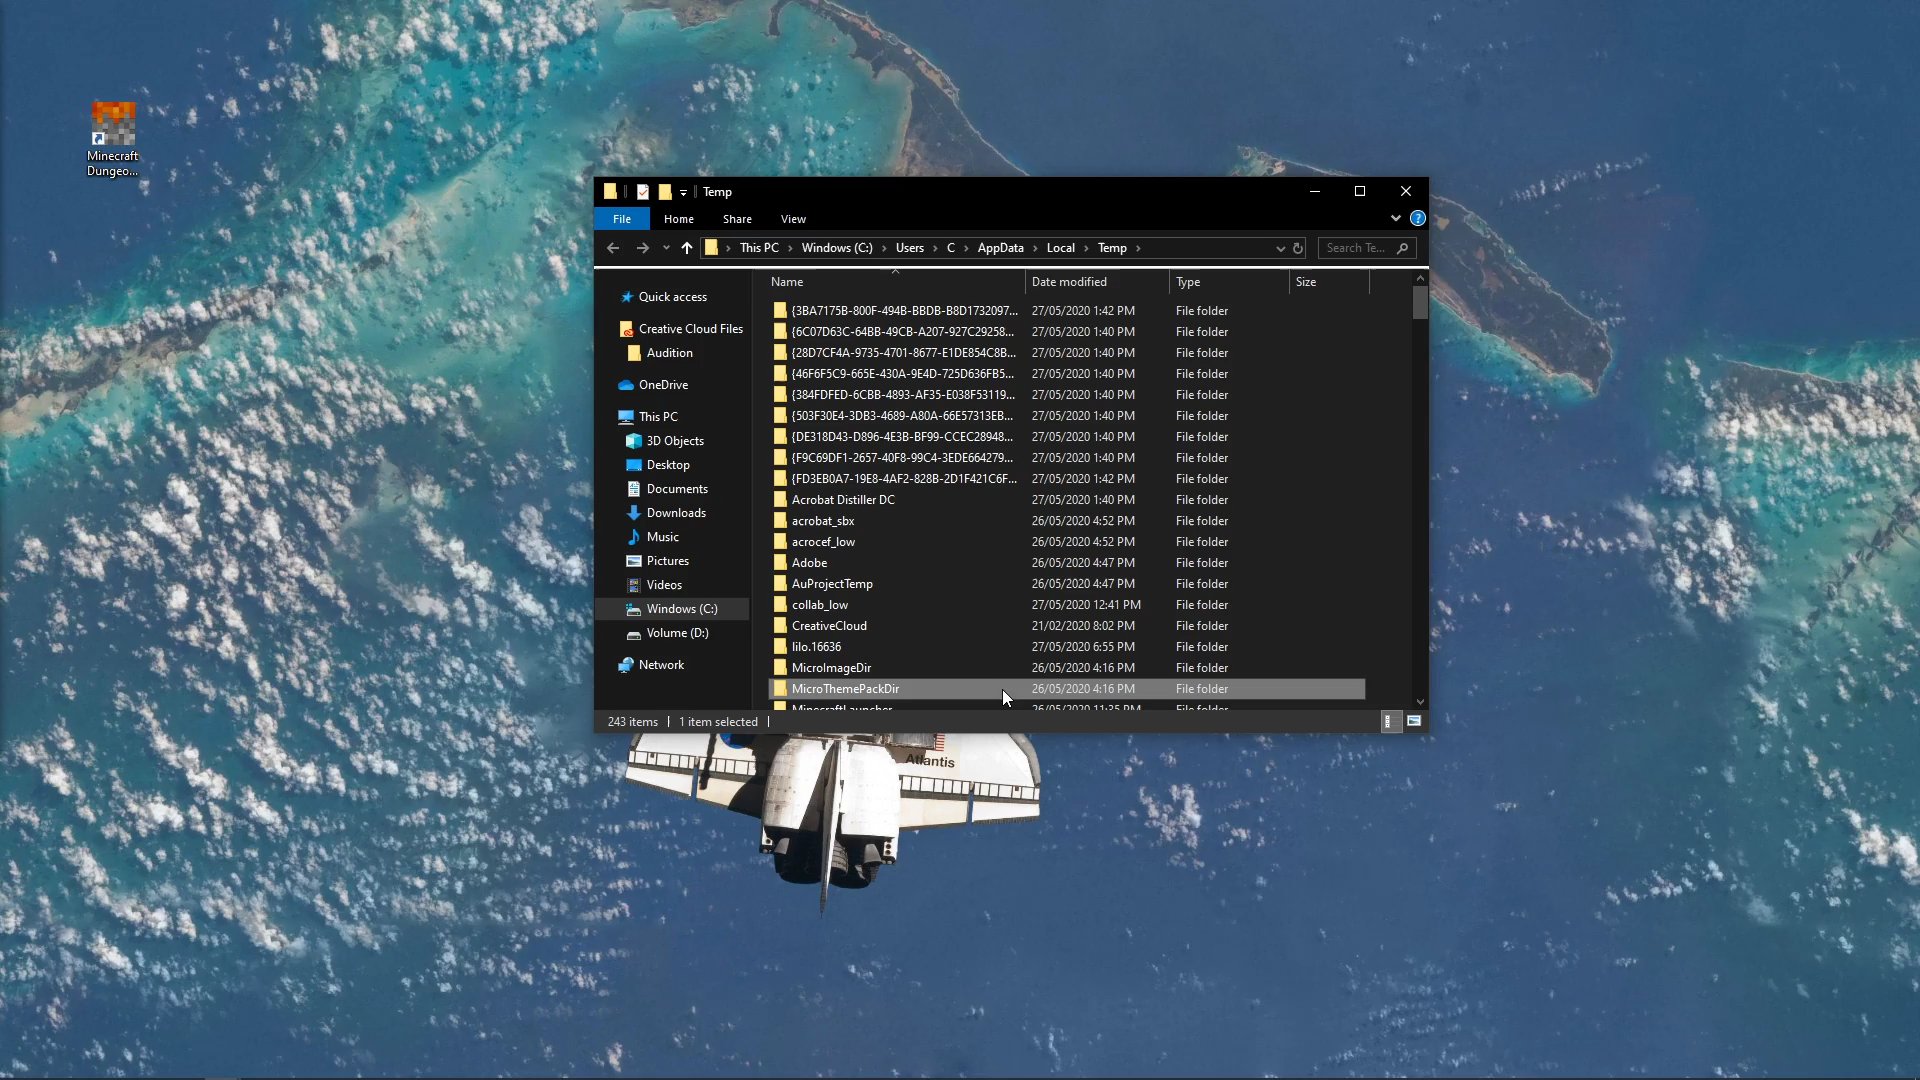 Minecraft
Dungeo...
Temp
File Home Share View
This PC Windows (C:) Users C AppData Local Temp
Search Te...
Name Date modified Type Size
Quick access
Creative Cloud Files
Audition
OneDrive
This PC
3D Objects
Desktop
Documents
Downloads
Music
Pictures
Videos
Windows (C:)
Volume (D:)
Network
{3BA7175B-800F-494B-BBDB-B8D1732097... 27/05/2020 1:42 PM File folder
{6C07D63C-64BB-49CB-A207-927C29258... 27/05/2020 1:40 PM File folder
{28D7CF4A-9735-4701-8677-E1DE854C8B... 27/05/2020 1:40 PM File folder
{46F6F5C9-665E-430A-9E4D-725D636FB5... 27/05/2020 1:40 PM File folder
{384FDFED-6CBB-4893-AF35-E038F53119... 27/05/2020 1:40 PM File folder
{503F30E4-3DB3-4689-A80A-66E57313EB... 27/05/2020 1:40 PM File folder
{DE318D43-D896-4E3B-BF99-CCEC28948... 27/05/2020 1:40 PM File folder
{F9C69DF1-2657-40F8-99C4-3EDE664279... 27/05/2020 1:40 PM File folder
{FD3EB0A7-19E8-4AF2-828B-2D1F421C6F... 27/05/2020 1:42 PM File folder
Acrobat Distiller DC 27/05/2020 1:40 PM File folder
acrobat_sbx 26/05/2020 4:52 PM File folder
acrocef_low 26/05/2020 4:52 PM File folder
Adobe 26/05/2020 4:47 PM File folder
AuProjectTemp 26/05/2020 4:47 PM File folder
collab_low 27/05/2020 12:41 PM File folder
CreativeCloud 21/02/2020 8:02 PM File folder
lilo.16636 27/05/2020 6:55 PM File folder
MicroImageDir 26/05/2020 4:16 PM File folder
MicroThemePackDir 26/05/2020 4:16 PM File folder
MinecraftLauncher 26/05/2020 11:35 PM File folder
243 items 1 item selected
Atlantis